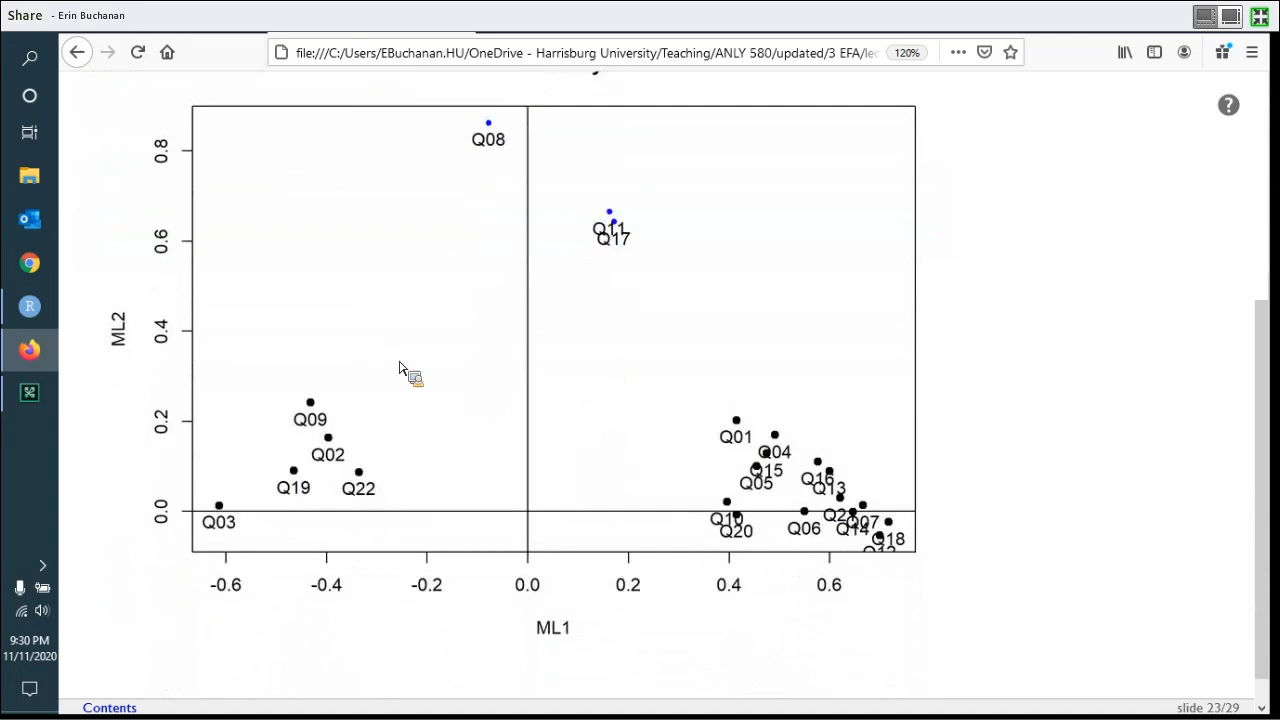 Share - Erin Buchanan
file:///C:/Users/EBuchanan.HU/OneDrive - Harrisburg University/Teaching/ANLY 580/updated/3 EFA/lec
120%
0.8
Q08
Q11
Q17
0.6
ML2
0.4
0.2
Q09
Q01
Q02
Q04
Q15
Q19
Q22
Q05
Q16
Q13
0.0
Q03
Q10
Q20
Q06
Q07
Q14
Q18
-0.6
-0.4
-0.2
0.0
0.2
0.4
0.6
ML1
9:30 PM
11/11/2020
Contents
slide 23/29